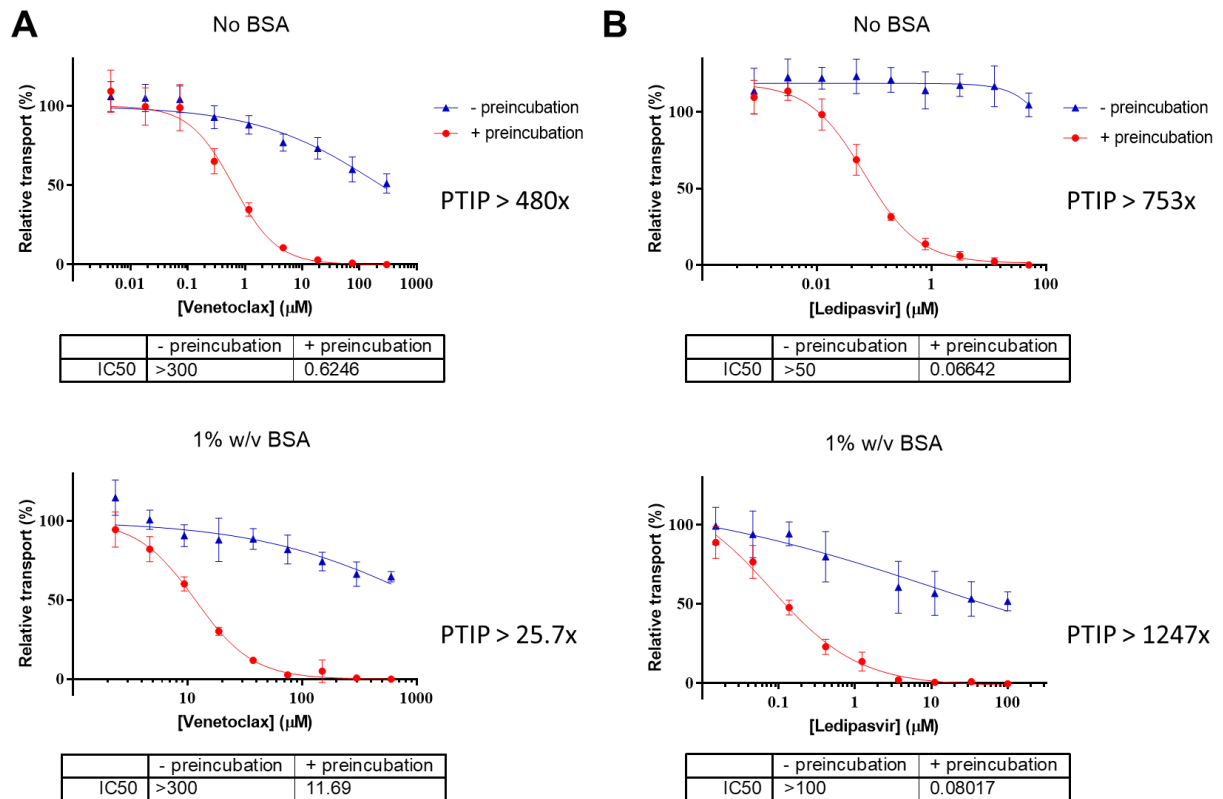 A
No BSA
Relative transport (%)
100
50
0
0.01 0.1 1 10 100 1000
[Venetoclax] (μM)
- preincubation
+ preincubation
PTIP > 480x
- preincubation + preincubation
IC50 >300 0.6246
1% w/v BSA
Relative transport (%)
100
50
0
10 100 1000
[Venetoclax] (μM)
PTIP > 25.7x
- preincubation + preincubation
IC50 >300 11.69
B
No BSA
Relative transport (%)
100
50
0
0.01 1 100
[Ledipasvir] (μM)
- preincubation
+ preincubation
PTIP > 753x
- preincubation + preincubation
IC50 >50 0.06642
1% w/v BSA
Relative transport (%)
100
50
0
0.1 1 10 100
[Ledipasvir] (μM)
PTIP > 1247x
- preincubation + preincubation
IC50 >100 0.08017